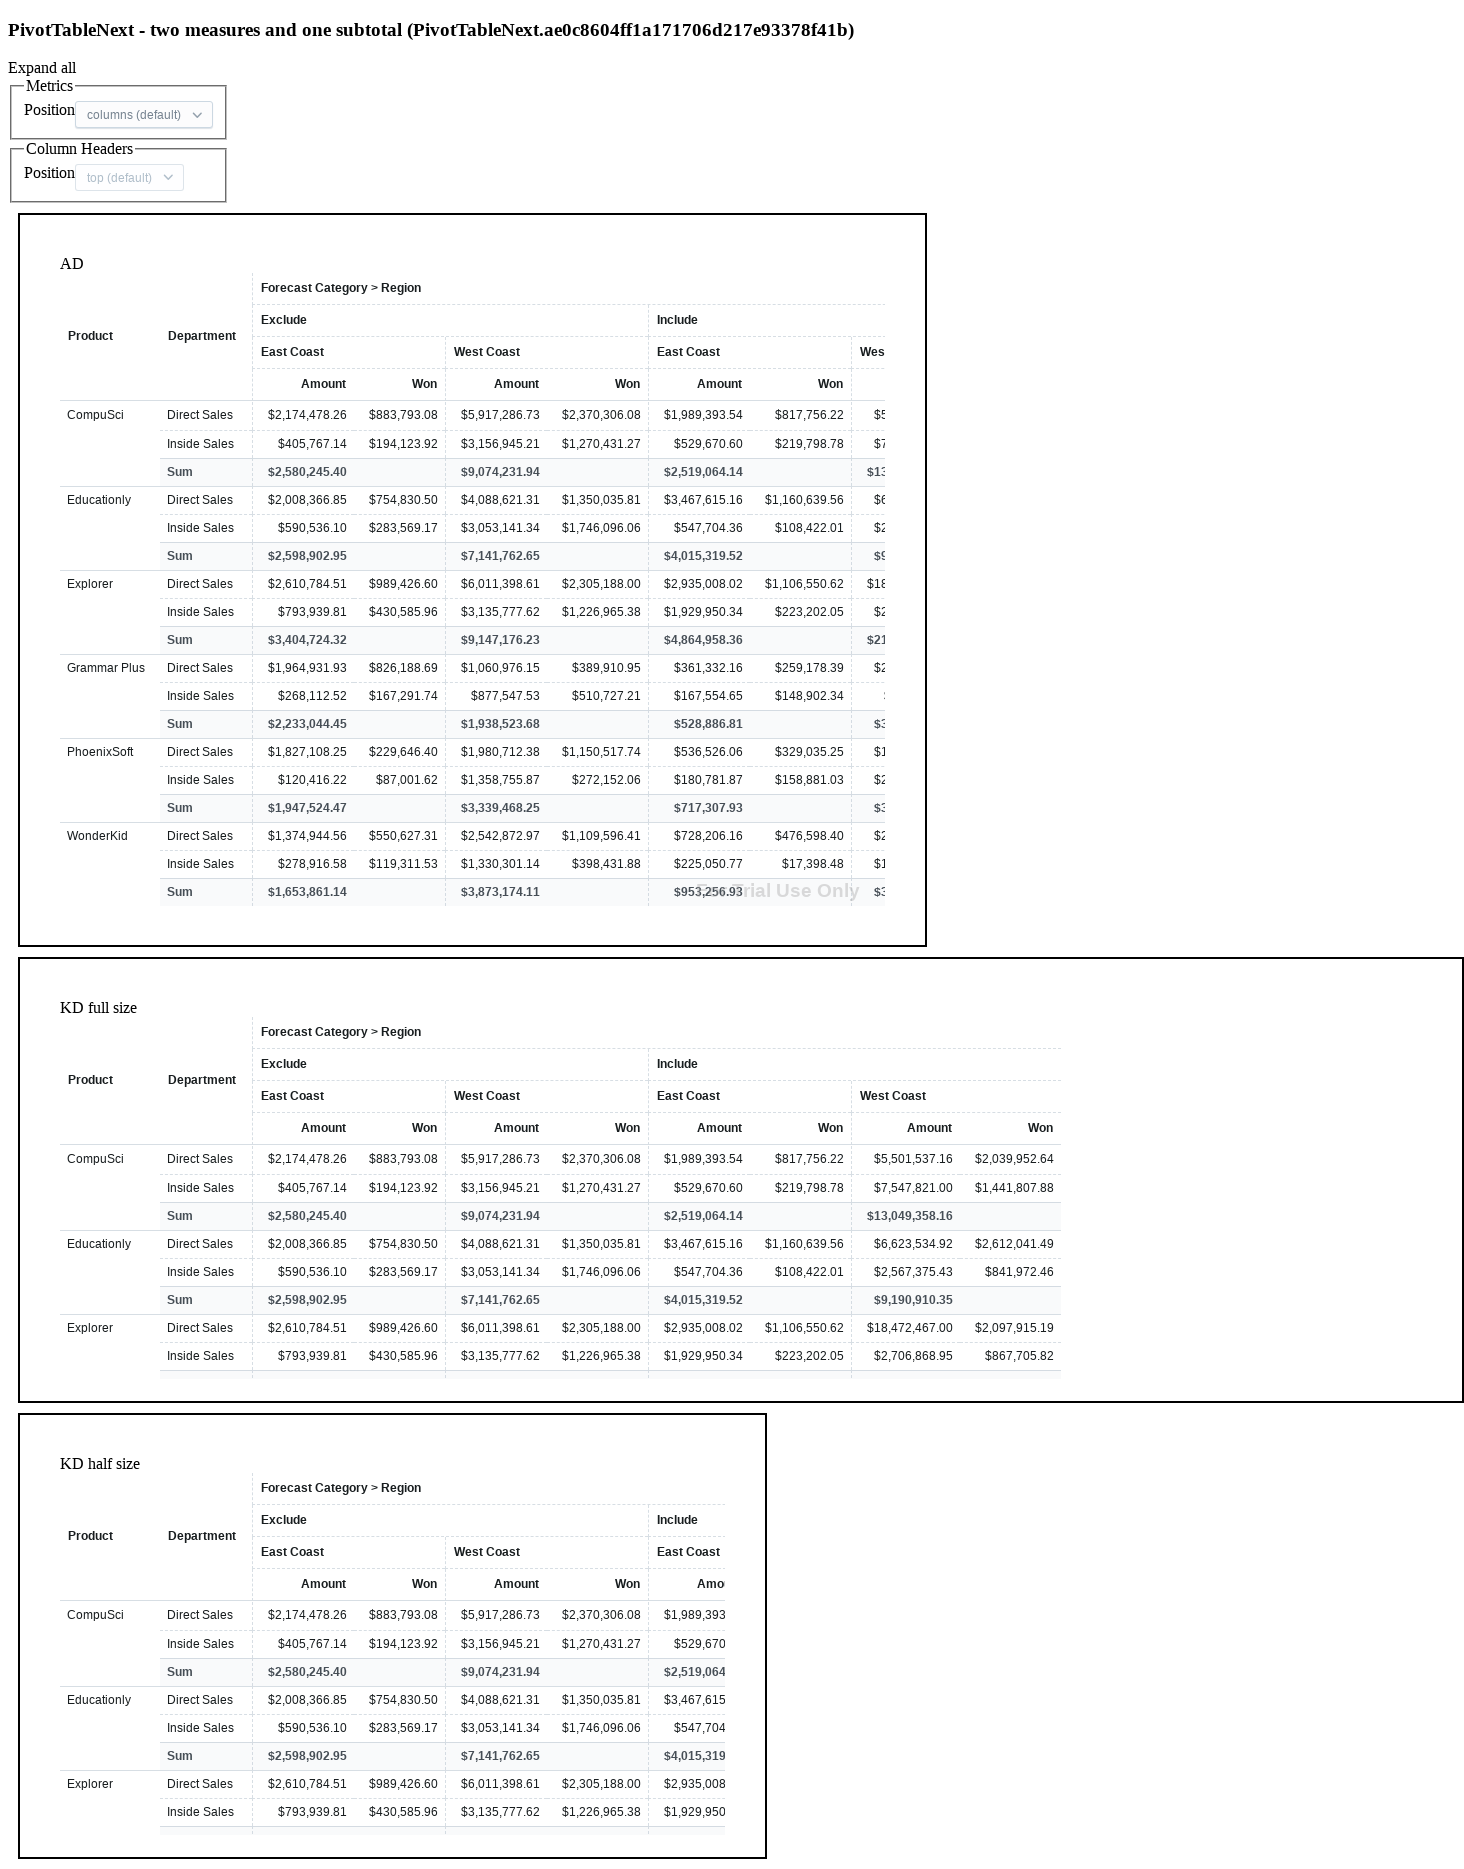 PivotTableNext - two measures and one subtotal (PivotTableNext.ae0c8604ff1a171706d217e93378f41b)
Expand all
Metrics
Position columns (default)
Column Headers
Position top (default)
AD
Forecast Category > Region
Exclude Include
Product Department
East Coast West Coast East Coast Wes
Amount Won Amount Won Amount Won
CompuSci Direct Sales $2,174,478.26 $883,793.08 $5,917,286.73 $2,370,306.08 $1,989,393.54 $817,756.22 $5
Inside Sales $405,767.14 $194,123.92 $3,156,945.21 $1,270,431.27 $529,670.60 $219,798.78 $7
Sum $2,580,245.40 $9,074,231.94 $2,519,064.14 $13
Educationly Direct Sales $2,008,366.85 $754,830.50 $4,088,621.31 $1,350,035.81 $3,467,615.16 $1,160,639.56 $6
Inside Sales $590,536.10 $283,569.17 $3,053,141.34 $1,746,096.06 $547,704.36 $108,422.01 $2
Sum $2,598,902.95 $7,141,762.65 $4,015,319.52 $9
Explorer Direct Sales $2,610,784.51 $989,426.60 $6,011,398.61 $2,305,188.00 $2,935,008.02 $1,106,550.62 $18
Inside Sales $793,939.81 $430,585.96 $3,135,777.62 $1,226,965.38 $1,929,950.34 $223,202.05 $2
Sum $3,404,724.32 $9,147,176.23 $4,864,958.36 $21
Grammar Plus Direct Sales $1,964,931.93 $826,188.69 $1,060,976.15 $389,910.95 $361,332.16 $259,178.39 $2
Inside Sales $268,112.52 $167,291.74 $877,547.53 $510,727.21 $167,554.65 $148,902.34
Sum $2,233,044.45 $1,938,523.68 $528,886.81 $3
PhoenixSoft Direct Sales $1,827,108.25 $229,646.40 $1,980,712.38 $1,150,517.74 $536,526.06 $329,035.25 $1
Inside Sales $120,416.22 $87,001.62 $1,358,755.87 $272,152.06 $180,781.87 $158,881.03 $2
Sum $1,947,524.47 $3,339,468.25 $717,307.93 $3
WonderKid Direct Sales $1,374,944.56 $550,627.31 $2,542,872.97 $1,109,596.41 $728,206.16 $476,598.40 $2
Inside Sales $278,916.58 $119,311.53 $1,330,301.14 $398,431.88 $225,050.77 $17,398.48 $1
Sum $1,653,861.14 $3,873,174.11 $953,256.93 $3
For Trial Use Only
KD full size
Forecast Category > Region
Exclude Include
Product Department
East Coast West Coast East Coast West Coast
Amount Won Amount Won Amount Won Amount Won
CompuSci Direct Sales $2,174,478.26 $883,793.08 $5,917,286.73 $2,370,306.08 $1,989,393.54 $817,756.22 $5,501,537.16 $2,039,952.64
Inside Sales $405,767.14 $194,123.92 $3,156,945.21 $1,270,431.27 $529,670.60 $219,798.78 $7,547,821.00 $1,441,807.88
Sum $2,580,245.40 $9,074,231.94 $2,519,064.14 $13,049,358.16
Educationly Direct Sales $2,008,366.85 $754,830.50 $4,088,621.31 $1,350,035.81 $3,467,615.16 $1,160,639.56 $6,623,534.92 $2,612,041.49
Inside Sales $590,536.10 $283,569.17 $3,053,141.34 $1,746,096.06 $547,704.36 $108,422.01 $2,567,375.43 $841,972.46
Sum $2,598,902.95 $7,141,762.65 $4,015,319.52 $9,190,910.35
Explorer Direct Sales $2,610,784.51 $989,426.60 $6,011,398.61 $2,305,188.00 $2,935,008.02 $1,106,550.62 $18,472,467.00 $2,097,915.19
Inside Sales $793,939.81 $430,585.96 $3,135,777.62 $1,226,965.38 $1,929,950.34 $223,202.05 $2,706,868.95 $867,705.82
KD half size
Forecast Category > Region
Exclude Include
Product Department
East Coast West Coast East Coast
Amount Won Amount Won Amo
CompuSci Direct Sales $2,174,478.26 $883,793.08 $5,917,286.73 $2,370,306.08 $1,989,393
Inside Sales $405,767.14 $194,123.92 $3,156,945.21 $1,270,431.27 $529,670
Sum $2,580,245.40 $9,074,231.94 $2,519,064
Educationly Direct Sales $2,008,366.85 $754,830.50 $4,088,621.31 $1,350,035.81 $3,467,615
Inside Sales $590,536.10 $283,569.17 $3,053,141.34 $1,746,096.06 $547,704
Sum $2,598,902.95 $7,141,762.65 $4,015,319
Explorer Direct Sales $2,610,784.51 $989,426.60 $6,011,398.61 $2,305,188.00 $2,935,008
Inside Sales $793,939.81 $430,585.96 $3,135,777.62 $1,226,965.38 $1,929,950